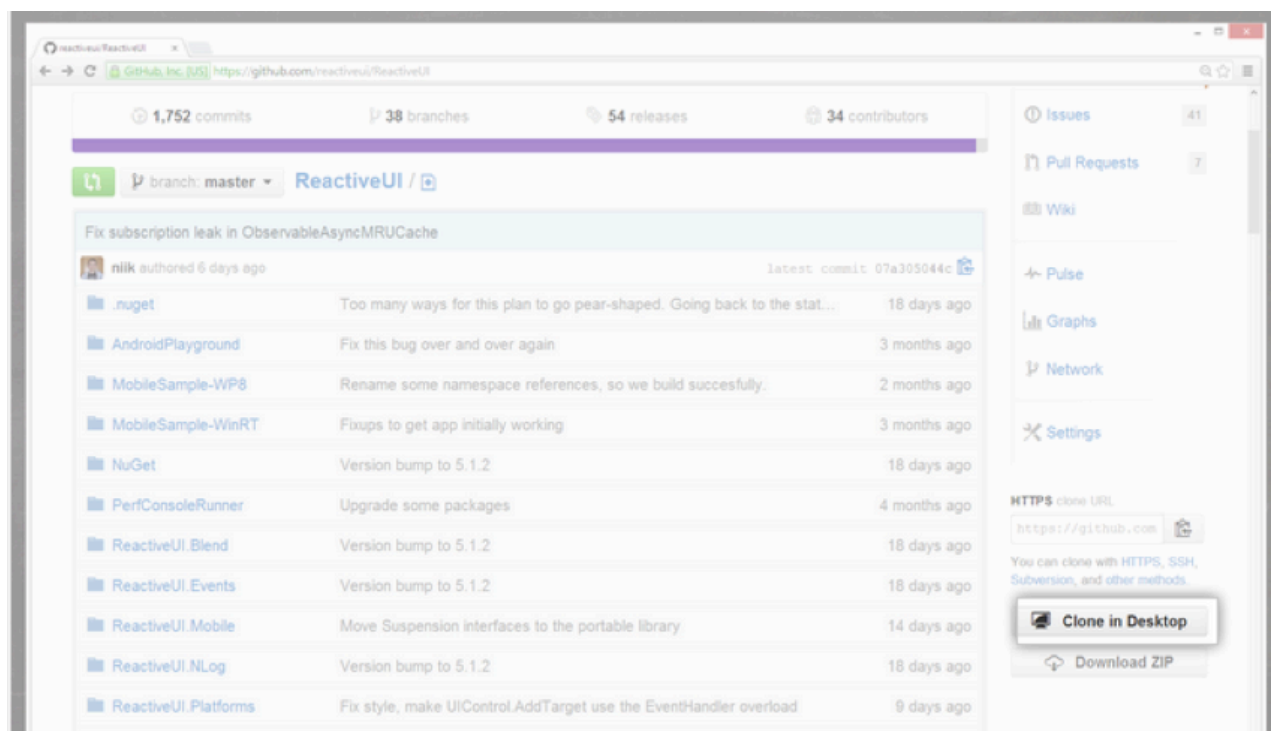 reactiveui/ReactiveUI
GitHub, Inc. [US] https://github.com/reactiveui/ReactiveUI
1,752 commits 38 branches 54 releases 34 contributors
branch: master ReactiveUI /
Fix subscription leak in ObservableAsyncMRUCache
niik authored 6 days ago latest commit 07a305044c
.nuget Too many ways for this plan to go pear-shaped. Going back to the stat... 18 days ago
AndroidPlayground Fix this bug over and over again 3 months ago
MobileSample-WP8 Rename some namespace references, so we build succesfully. 2 months ago
MobileSample-WinRT Fixups to get app initially working 3 months ago
NuGet Version bump to 5.1.2 18 days ago
PerfConsoleRunner Upgrade some packages 4 months ago
ReactiveUI.Blend Version bump to 5.1.2 18 days ago
ReactiveUI.Events Version bump to 5.1.2 18 days ago
ReactiveUI.Mobile Move Suspension interfaces to the portable library 14 days ago
ReactiveUI.NLog Version bump to 5.1.2 18 days ago
ReactiveUI.Platforms Fix style, make UIControl.AddTarget use the EventHandler overload 9 days ago
Issues 41
Pull Requests 7
Wiki
Pulse
Graphs
Network
Settings
HTTPS clone URL
https://github.com
You can clone with HTTPS, SSH,
Subversion, and other methods.
Clone in Desktop
Download ZIP